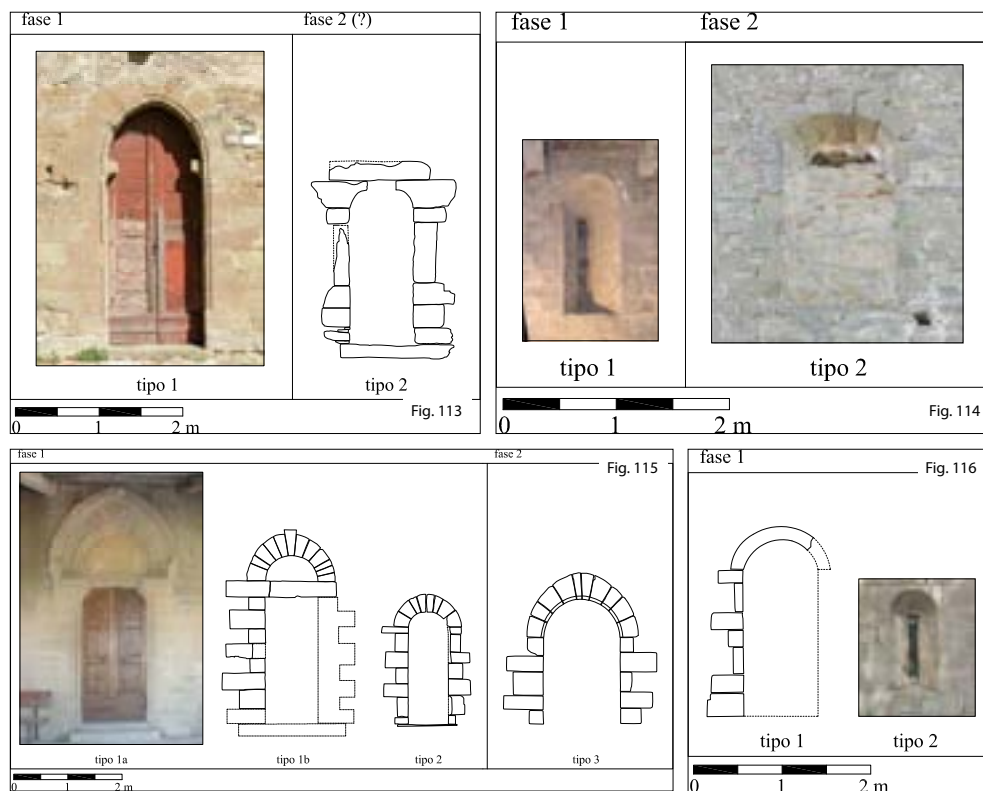 fase 1
fase 2 (?)
tipo 1
tipo 2
0 1 2 m
Fig. 113
fase 1
fase 2
tipo 1
tipo 2
0 1 2 m
Fig. 114
fase 1
fase 2
Fig. 115
tipo 1a
tipo 1b
tipo 2
tipo 3
0 1 2 m
fase 1
Fig. 116
tipo 1
tipo 2
0 1 2 m